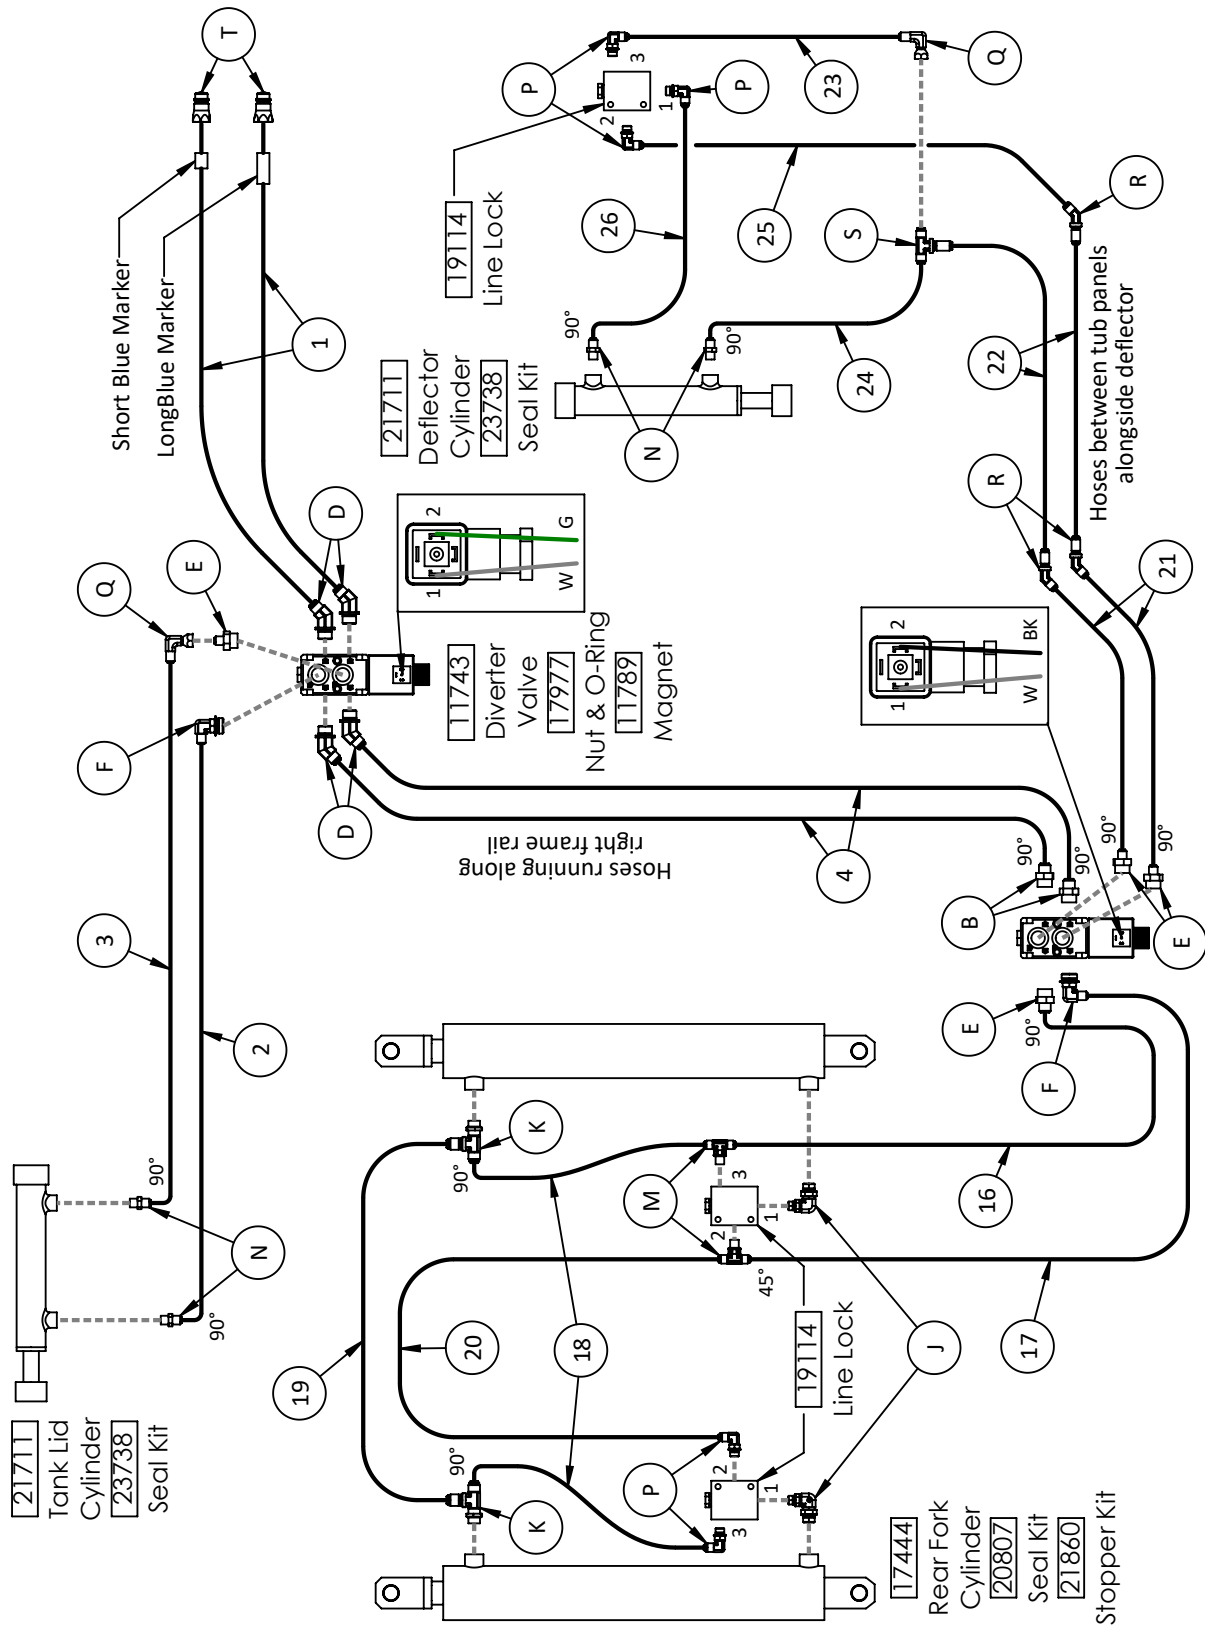 21711
Tank Lid
Cylinder
23738
Seal Kit
90°
90°
N
2
3
F
Q
E
D
D
Short Blue Marker
LongBlue Marker
1
T
11743
Diverter
Valve
17977
Nut & O-Ring
11789
Magnet
1
2
W
G
Hoses running along
right frame rail
4
21711
Deflector
Cylinder
23738
Seal Kit
N
90°
90°
19114
Line Lock
26
P
P
1
2
3
23
Q
25
24
S
22
R
R
Hoses between tub panels
alongside deflector
21
1
2
W
BK
90°
90°
90°
90°
B
E
E
90°
F
19
20
18
K
K
90°
90°
M
P
45°
1
2
3
1
2
3
19114
Line Lock
J
16
17
17444
Rear Fork
Cylinder
20807
Seal Kit
21860
Stopper Kit